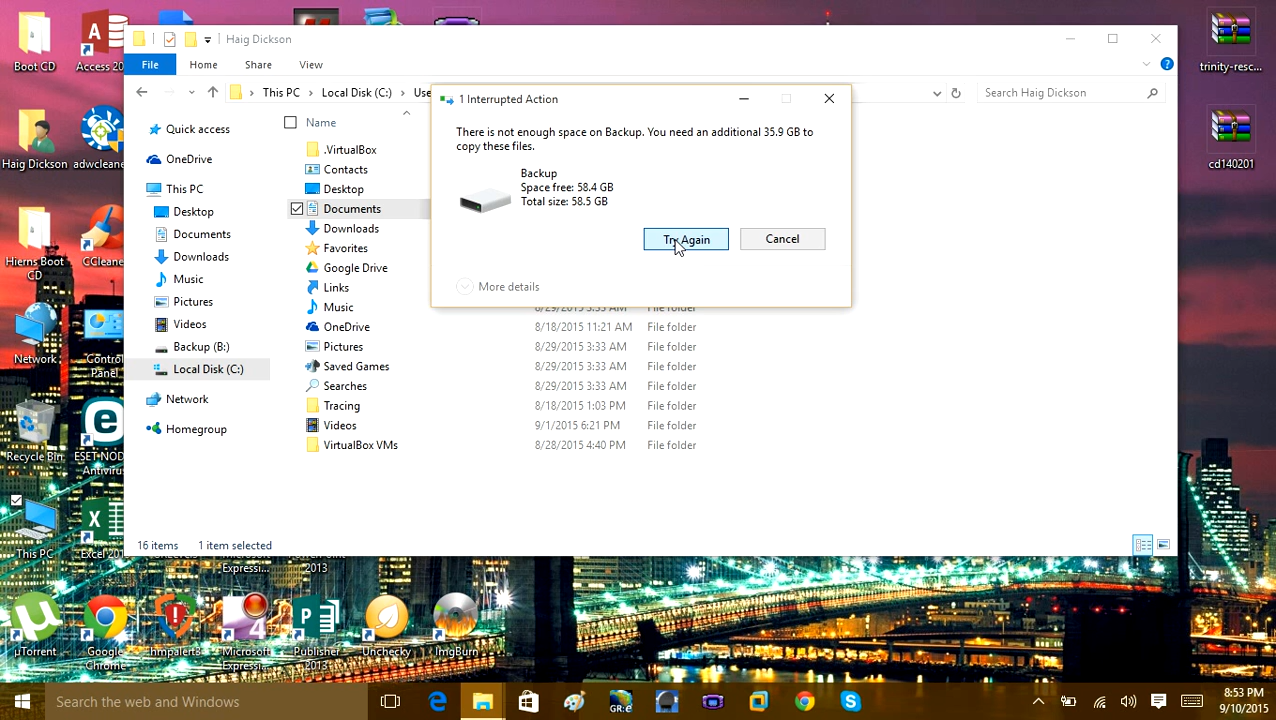 Boot CD
Access 20
trinity-resc...
Haig Dickson
File
Home
Share
View
This PC
Local Disk (C:)
Use
Search Haig Dickson
1 Interrupted Action
There is not enough space on Backup. You need an additional 35.9 GB to
copy these files.
Backup
Space free: 58.4 GB
Total size: 58.5 GB
Try Again
Cancel
More details
Quick access
OneDrive
This PC
Desktop
Documents
Downloads
Music
Pictures
Videos
Backup (B:)
Local Disk (C:)
Network
Homegroup
Name
.VirtualBox
Contacts
Desktop
Documents
Downloads
Favorites
Google Drive
Links
Music 8/29/2015 3:33 AM File folder
OneDrive 8/18/2015 11:21 AM File folder
Pictures 8/29/2015 3:33 AM File folder
Saved Games 8/29/2015 3:33 AM File folder
Searches 8/29/2015 3:33 AM File folder
Tracing 8/18/2015 1:03 PM File folder
Videos 9/1/2015 6:21 PM File folder
VirtualBox VMs 8/28/2015 4:40 PM File folder
16 items 1 item selected
Haig Dickson
adwcleane
cd140201
Hierns Boot
CD
CCleane
Network
Control
Panel
Recycle Bin
ESET NOD
Antivirus
This PC
Excel 201
Microsoft
Expressi...
2013
Microsoft
Expressi...
2013
µTorrent
Google
Chrome
hmpalert3
Microsoft
Expressi...
Publisher
2013
Unchecky
ImgBurn
Search the web and Windows
GR:e
8:53 PM
9/10/2015